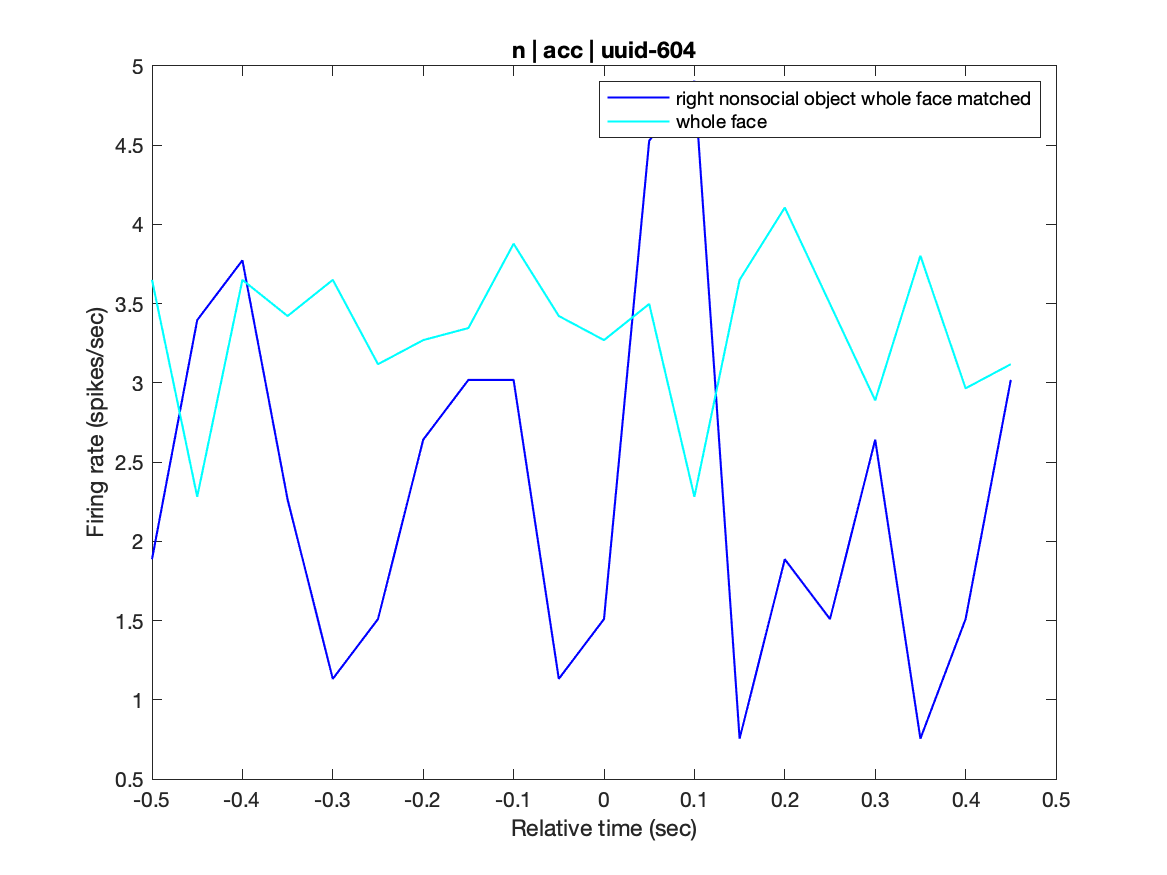 n | acc | uuid-604
right nonsocial object whole face matched
whole face
5
4.5
4
3.5
3
2.5
2
1.5
1
0.5
Firing rate (spikes/sec)
-0.5 -0.4 -0.3 -0.2 -0.1 0 0.1 0.2 0.3 0.4 0.5
Relative time (sec)